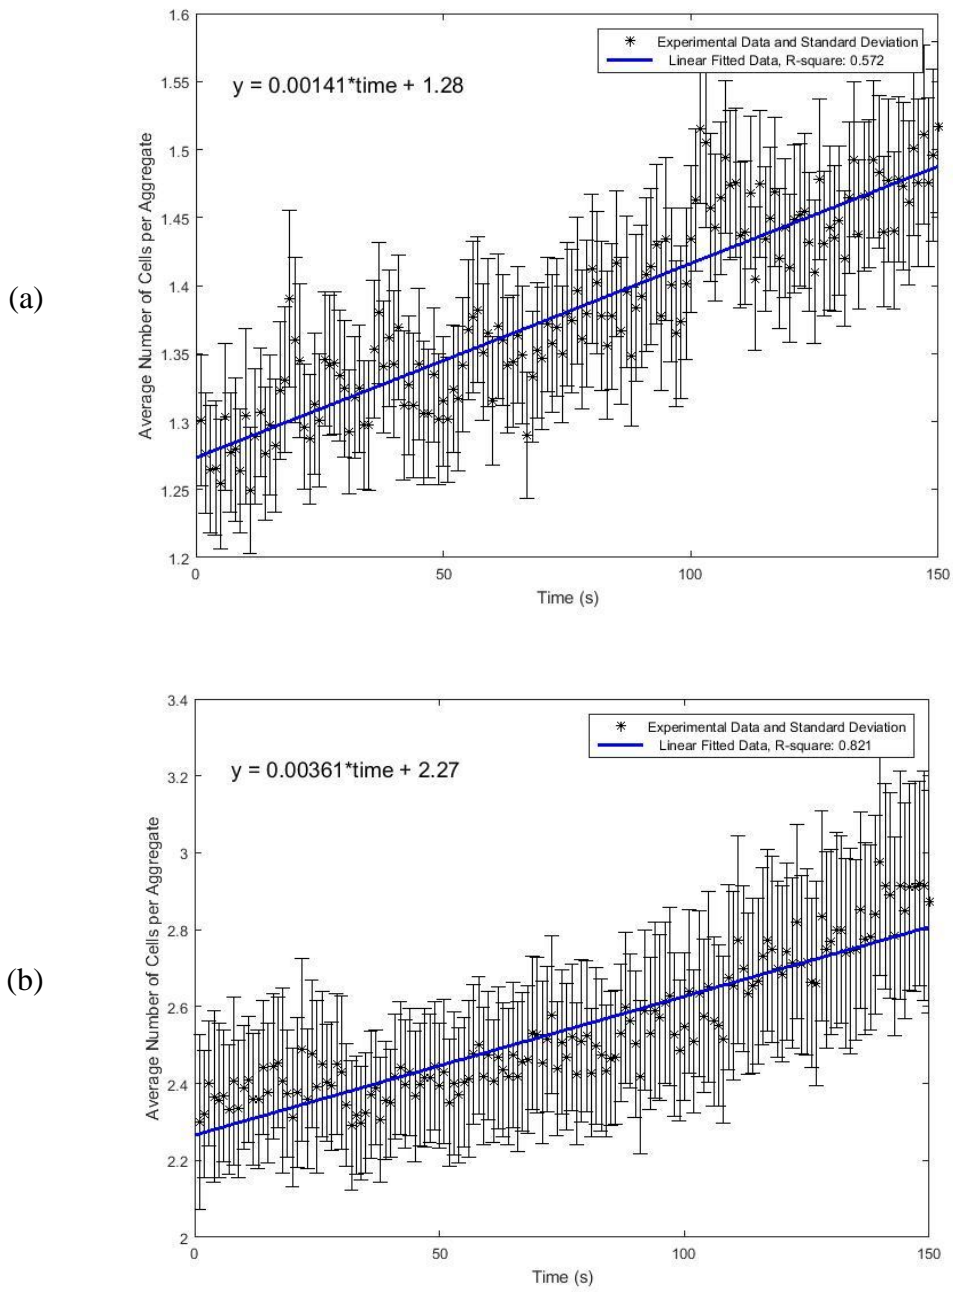 (a)
Average Number of Cells per Aggregate
1.6
1.55
1.5
1.45
1.4
1.35
1.3
1.25
1.2
y = 0.00141*time + 1.28
Experimental Data and Standard Deviation
Linear Fitted Data, R-square: 0.572
0 50 100 150
Time (s)
(b)
Average Number of Cells per Aggregate
3.4
3.2
3
2.8
2.6
2.4
2.2
2
y = 0.00361*time + 2.27
Experimental Data and Standard Deviation
Linear Fitted Data, R-square: 0.821
0 50 100 150
Time (s)